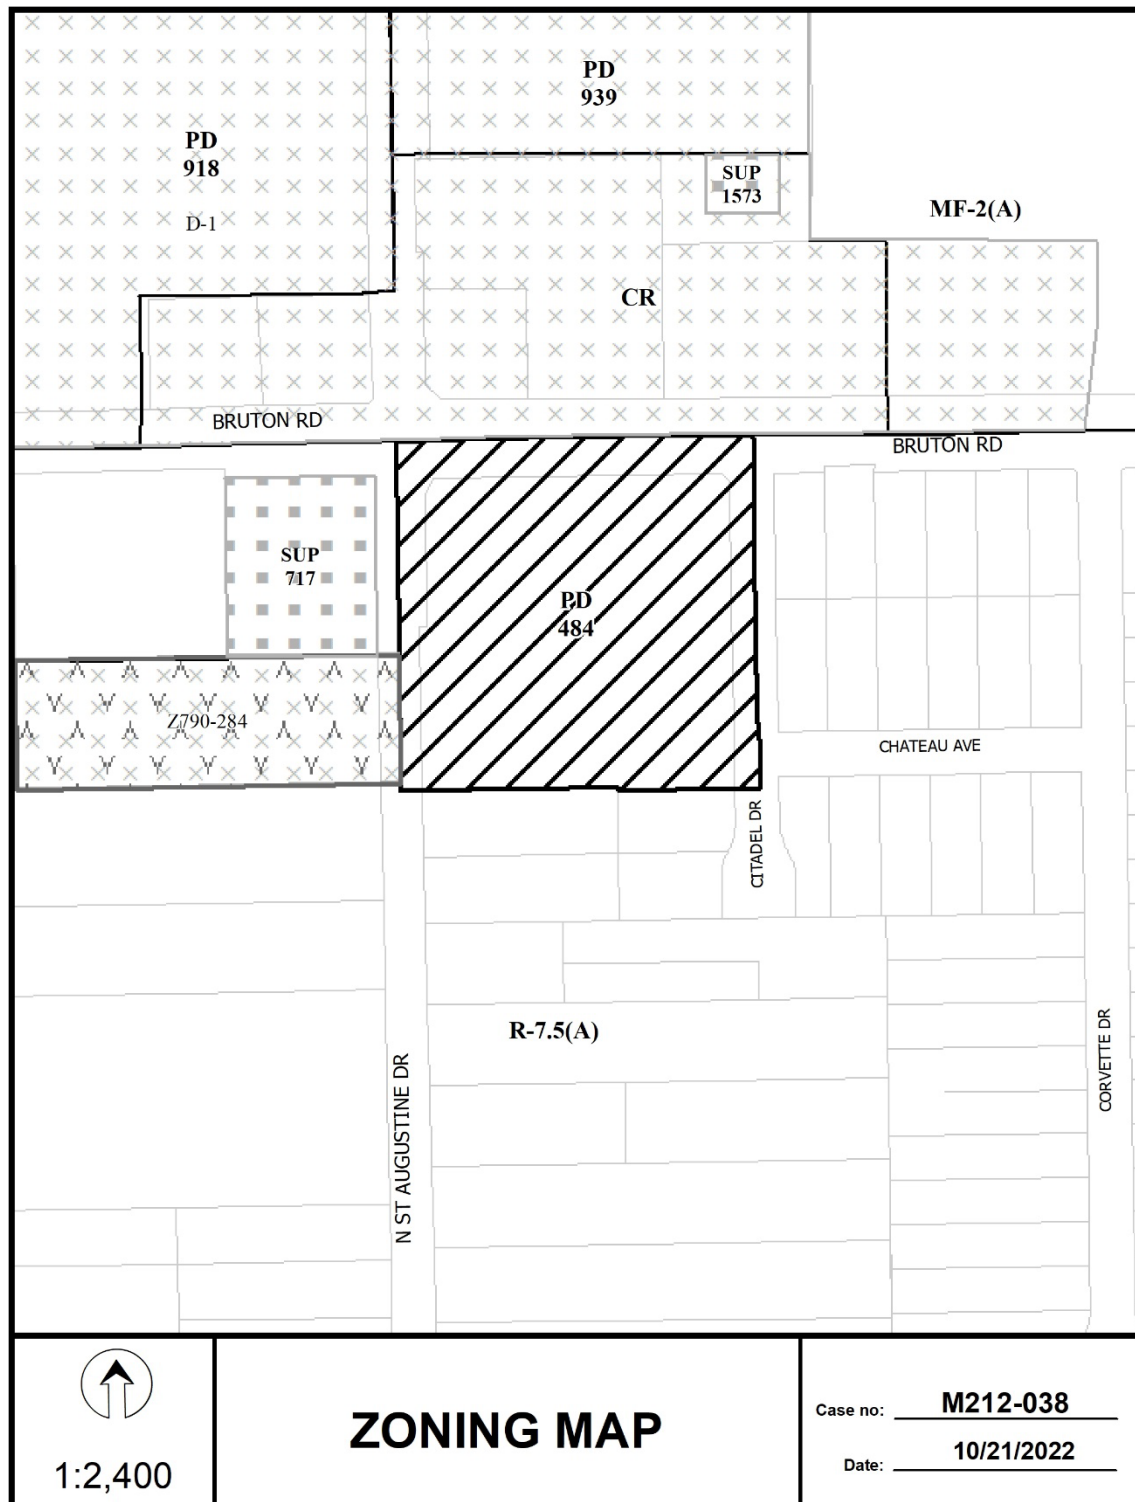 PD
939
PD
918
SUP
1573
MF-2(A)
D-1
CR
BRUTON RD
BRUTON RD
SUP
717
PD
484
Z790-284
CHATEAU AVE
CITADEL DR
R-7.5(A)
N ST AUGUSTINE DR
CORVETTE DR
1:2,400
ZONING MAP
Case no: M212-038
Date: 10/21/2022